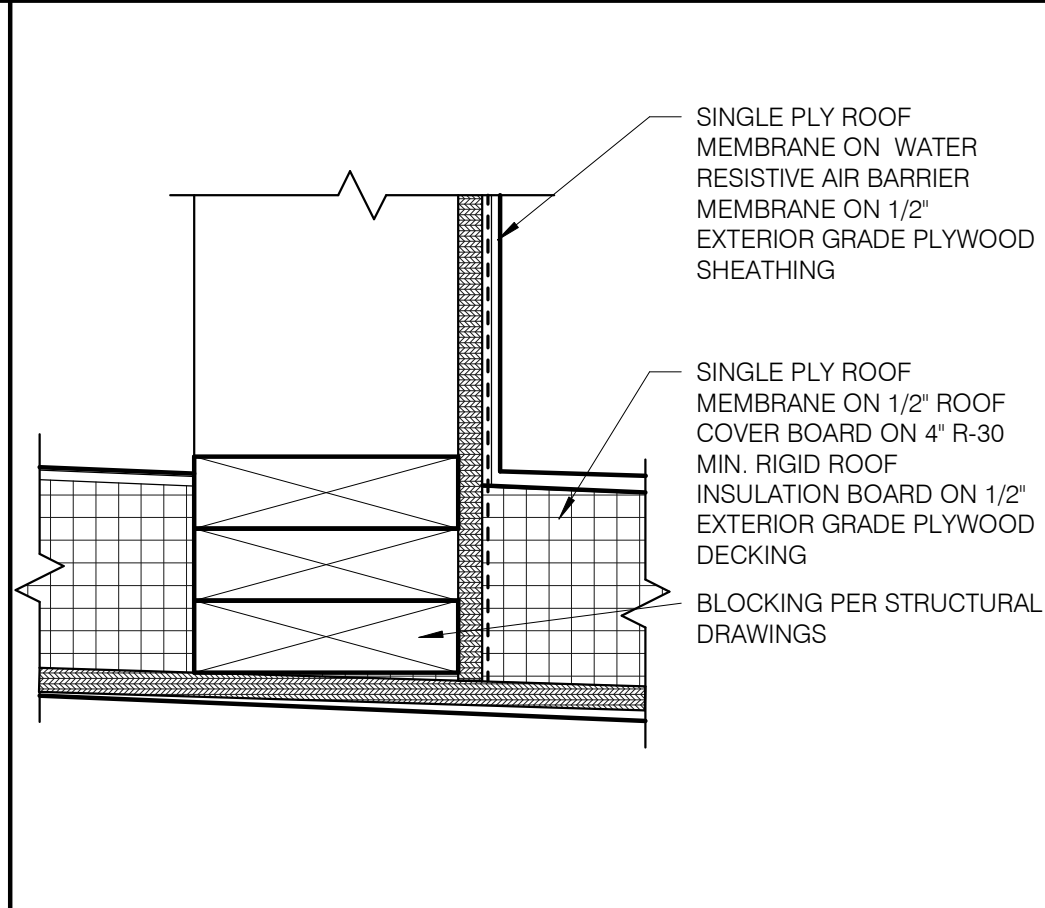 SINGLE PLY ROOF
MEMBRANE ON WATER
RESISTIVE AIR BARRIER
MEMBRANE ON 1/2"
EXTERIOR GRADE PLYWOOD
SHEATHING
SINGLE PLY ROOF
MEMBRANE ON 1/2" ROOF
COVER BOARD ON 4" R-30
MIN. RIGID ROOF
INSULATION BOARD ON 1/2"
EXTERIOR GRADE PLYWOOD
DECKING
BLOCKING PER STRUCTURAL
DRAWINGS